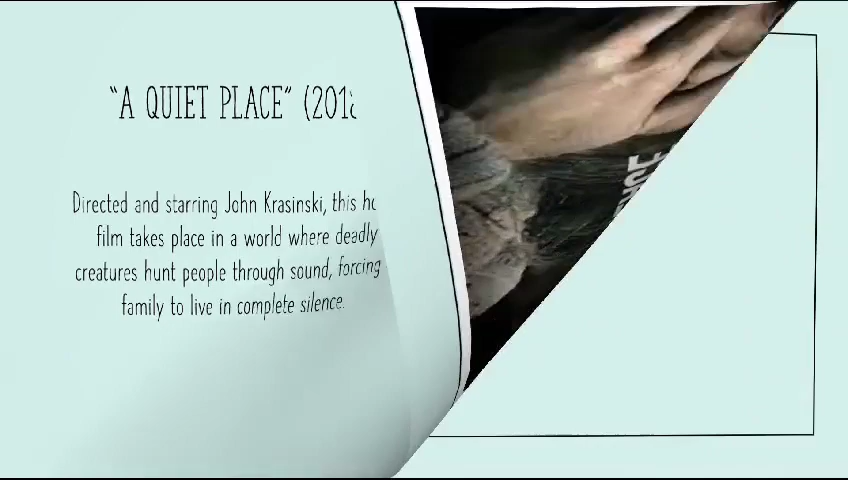 "A QUIET PLACE" (201
Directed and starring John Krasinski, this
film takes place in a world where deadly
creatures hunt people through sound, forcing
family to live in complete silence.